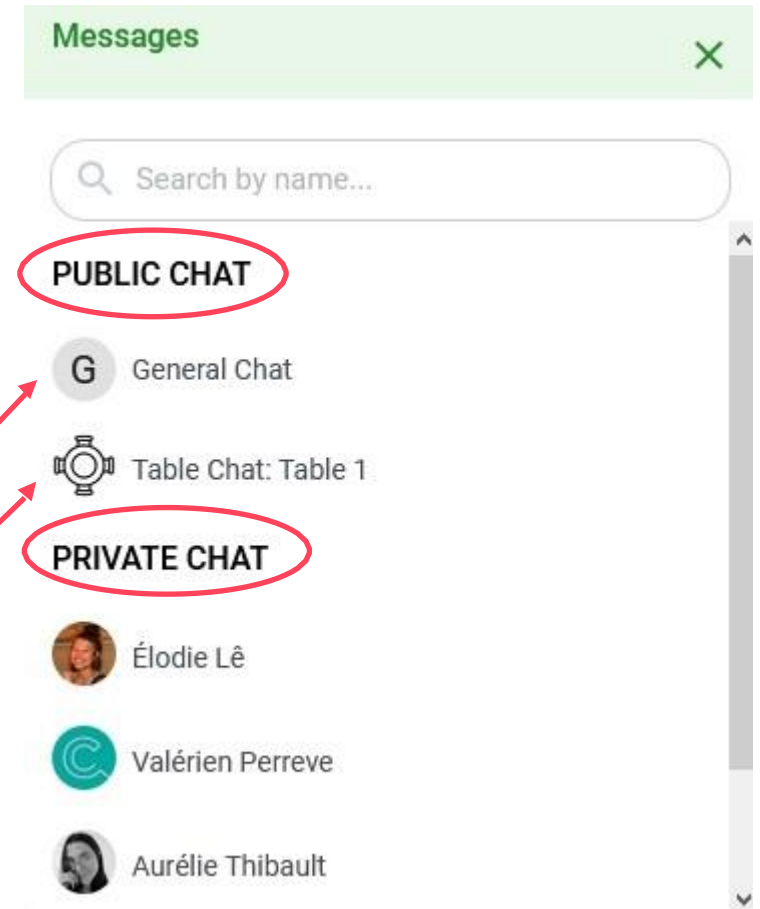 Messages
Search by name...
PUBLIC CHAT
G General Chat
Table Chat: Table 1
PRIVATE CHAT
Élodie Lê
Valérien Perreve
Aurélie Thibault